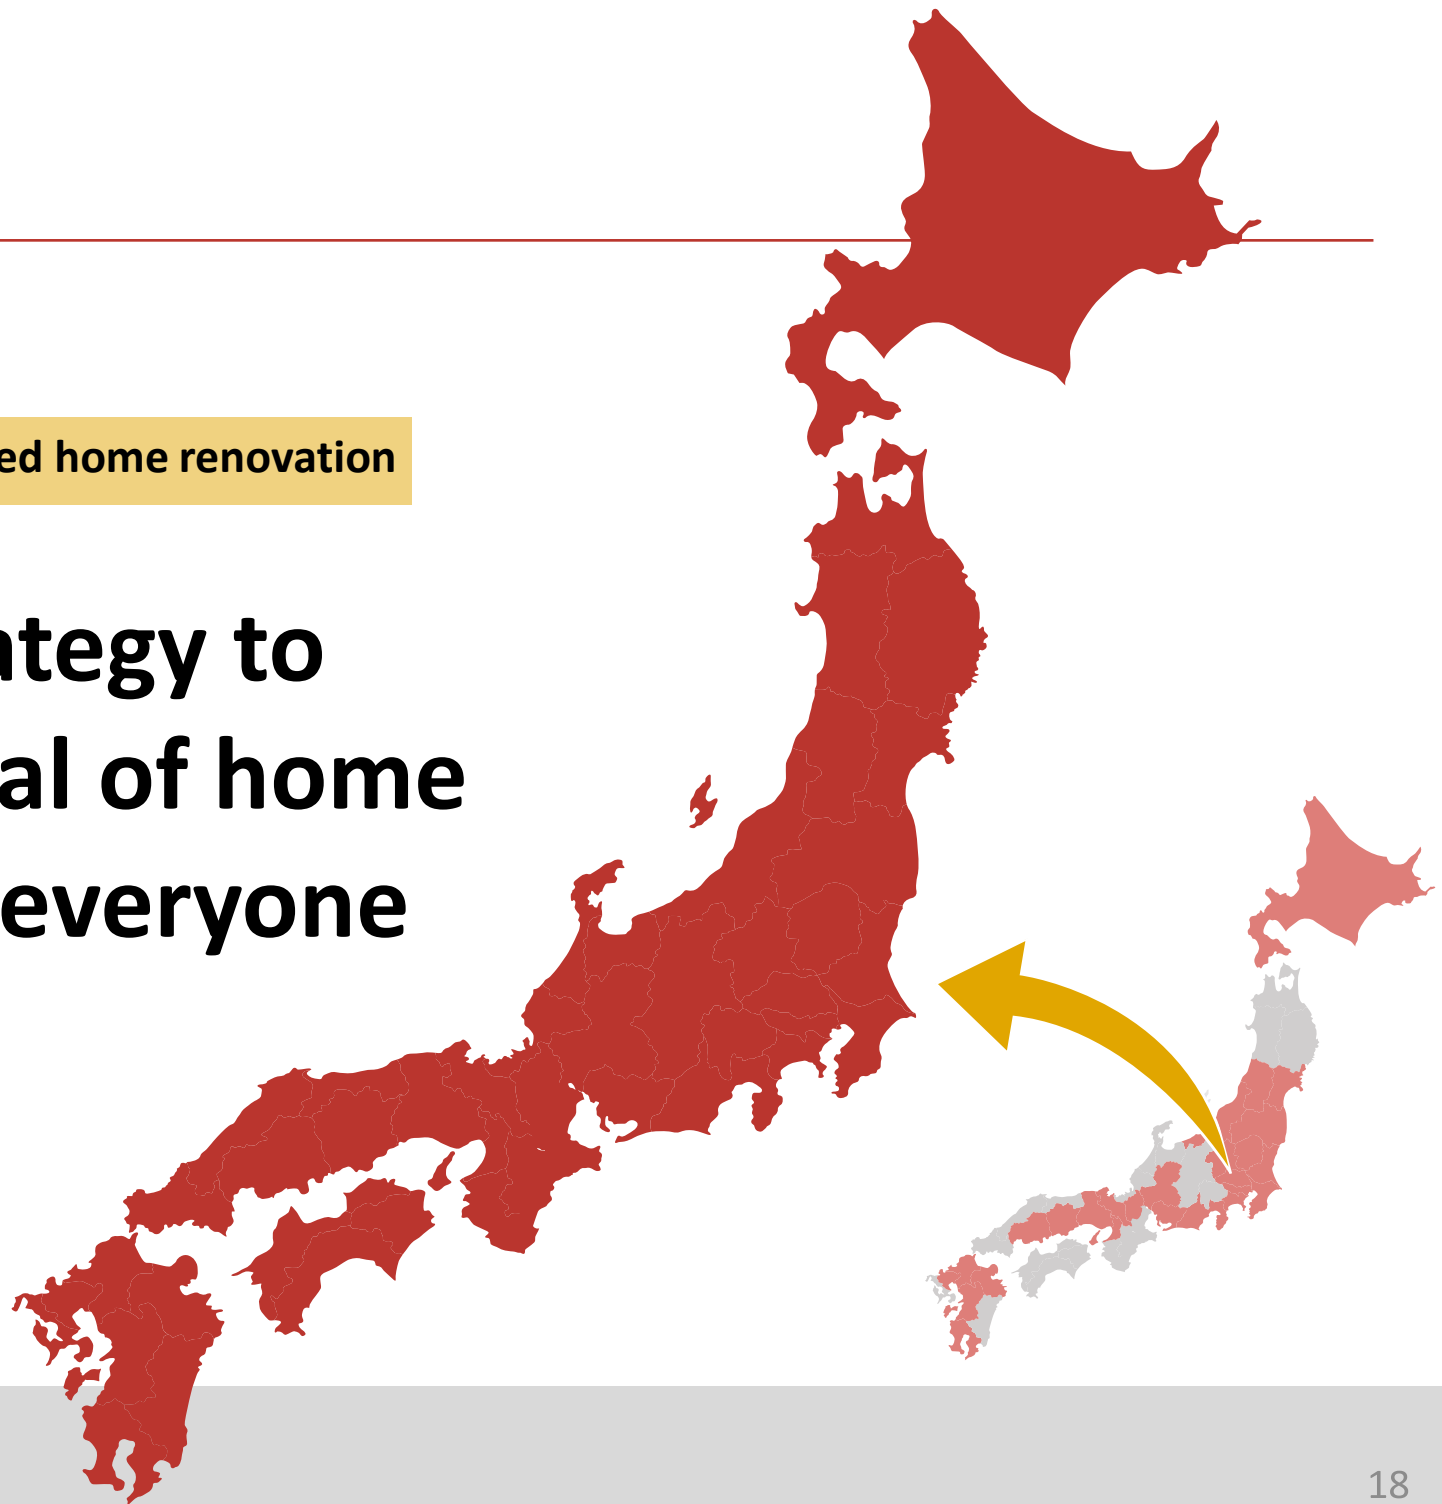 ed home renovation
ategy to
al of home
everyone
18